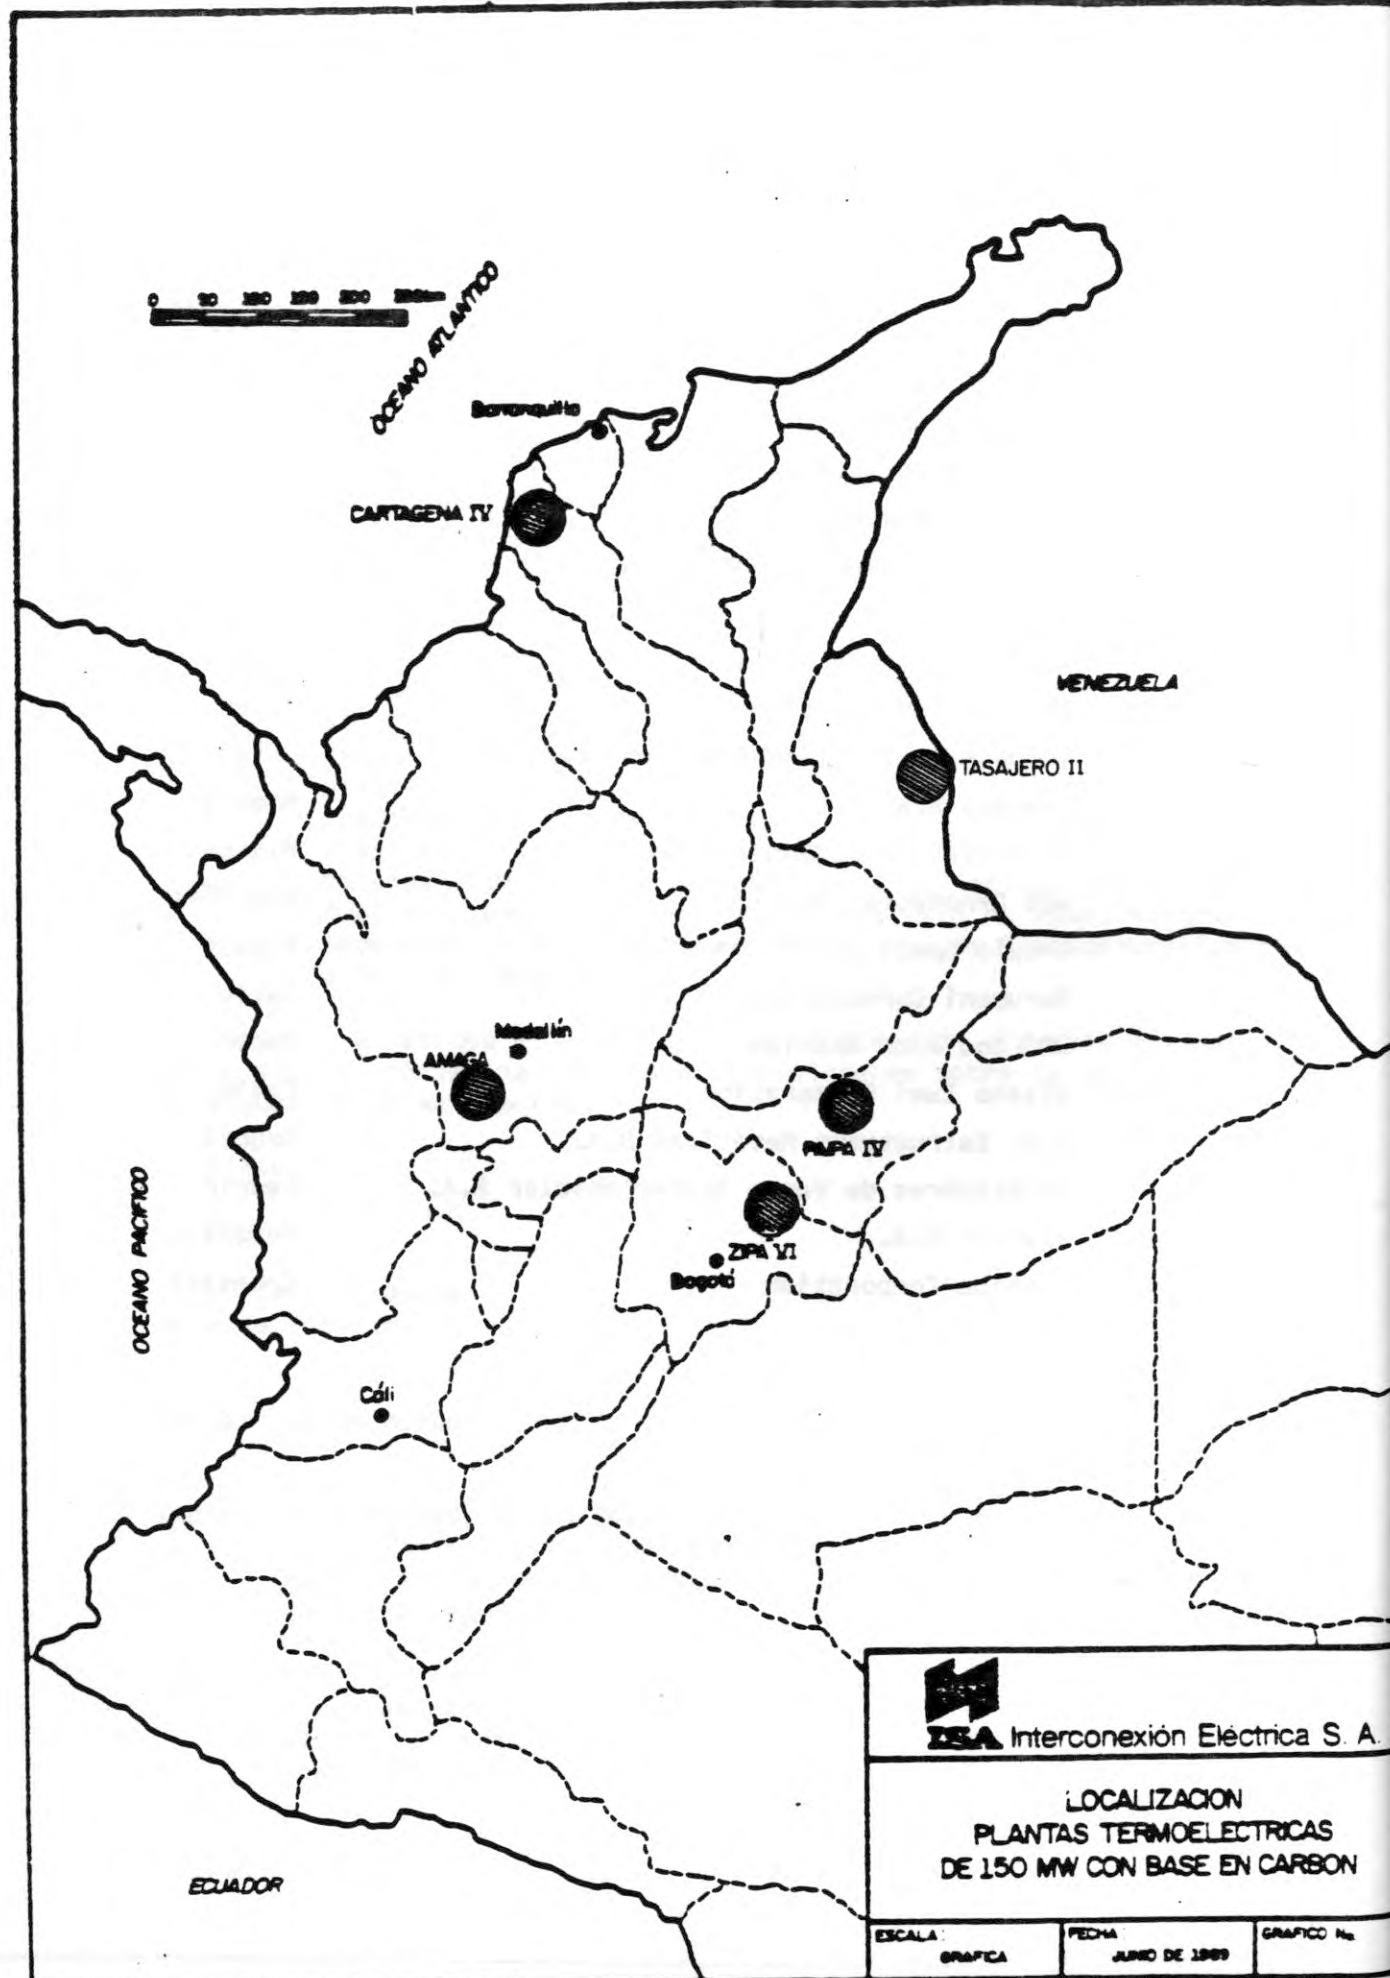 0 50 100 150 200 250km
OCEANO ATLANTICO
Barranquilla
CARTAGENA IV
VENEZUELA
TASAJERO II
Medellín
AMAGA
PAIPA IV
ZIPA VI
Bogotá
OCEANO PACIFICO
Cáli
ECUADOR
ISA Interconexión Eléctrica S. A.
LOCALIZACION
PLANTAS TERMOELECTRICAS
DE 150 MW CON BASE EN CARBON
ESCALA:
GRAFICA
FECHA:
JUNIO DE 1989
GRAFICO No.